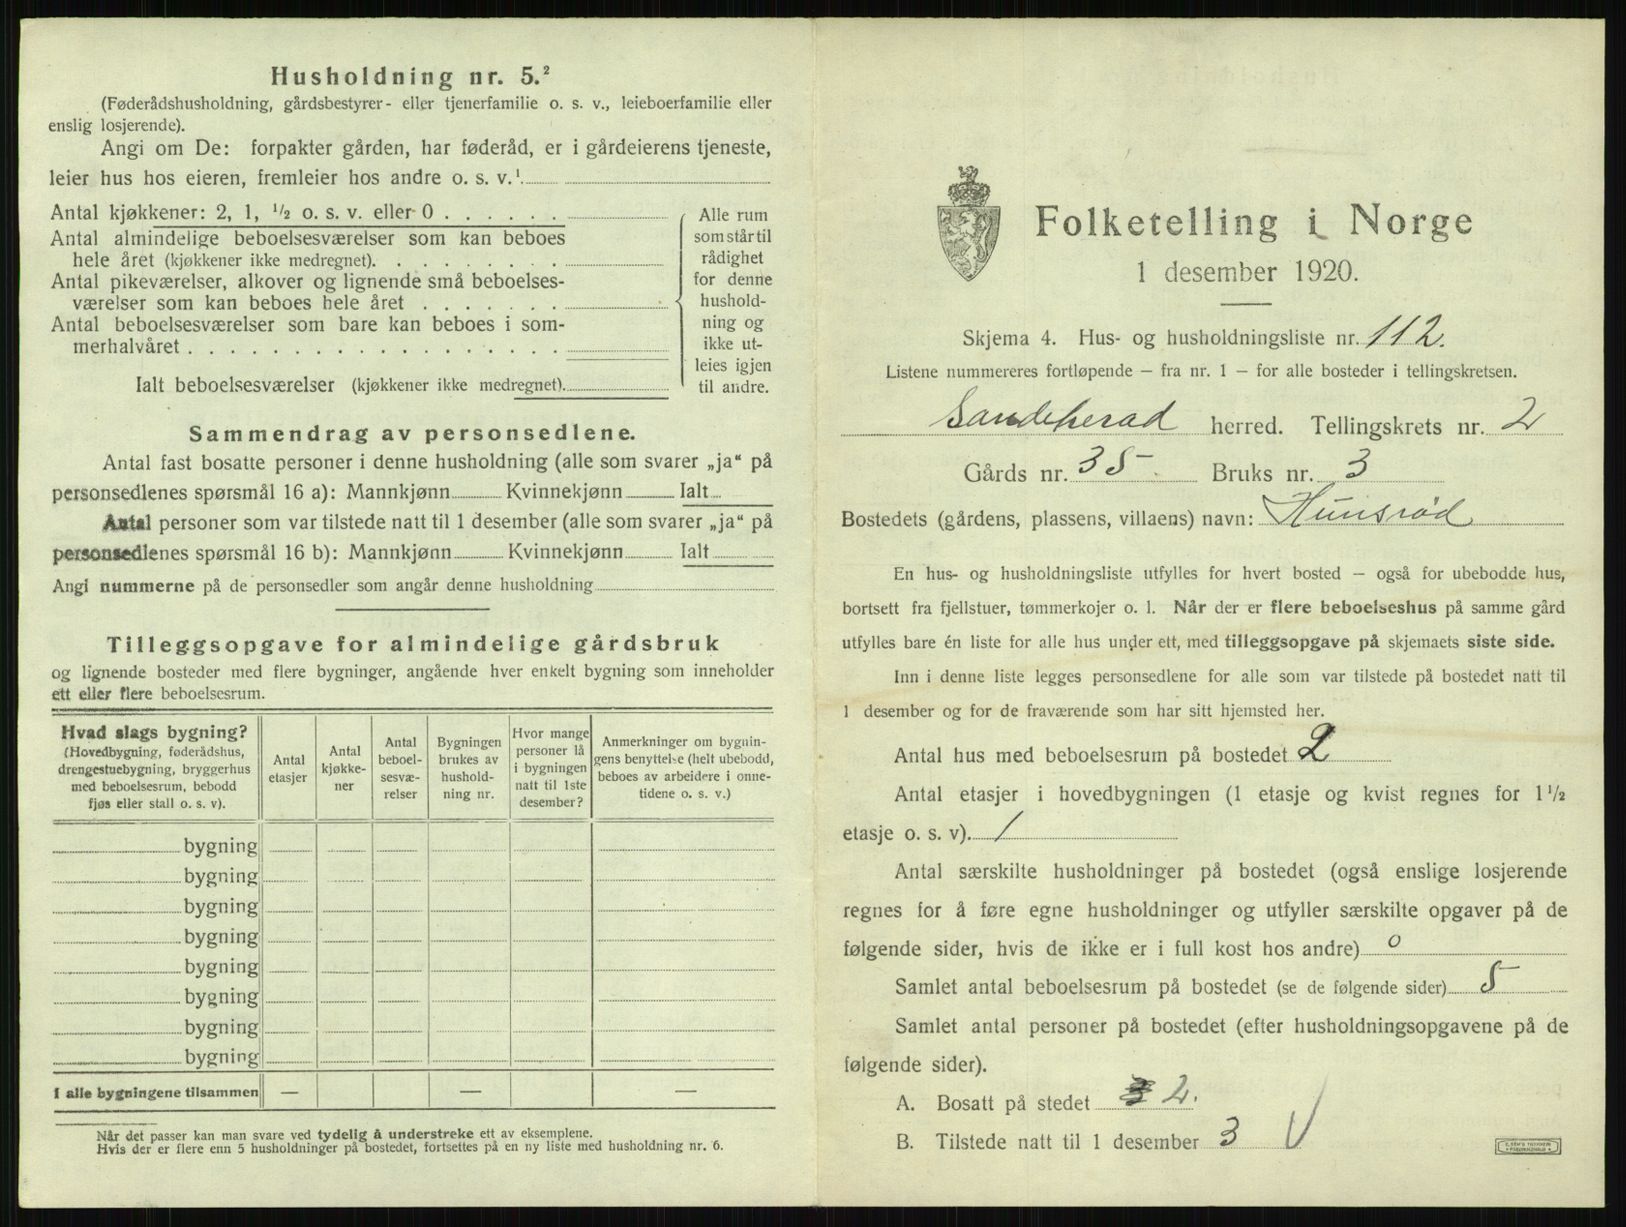 Husholdning nr. 5.²
(Føderådshusholdning, gårdsbestyrer- eller tjenerfamilie o. s. v., leieboerfamilie eller
enslig losjerende).
Angi om De: forpakter gården, har føderåd, er i gårdeierens tjeneste,
leier hus hos eieren, fremleier hos andre o. s. v.¹
Antal kjøkkener: 2, 1, ½ o. s. v. eller 0 . . . . . .
Antal almindelige beboelsesværelser som kan beboes
hele året (kjøkkener ikke medregnet). . . . . . . .
Antal pikeværelser, alkover og lignende små beboelses-
værelser som kan beboes hele året . . . . . . .
Antal beboelsesværelser som bare kan beboes i som-
merhalvåret . . . . . . . . . . . . . . . . . .
Ialt beboelsesværelser (kjøkkener ikke medregnet).
Alle rum
som står til
rådighet
for denne
hushold-
ning og
ikke ut-
leies igjen
til andre.
Sammendrag av personsedlene.
Antal fast bosatte personer i denne husholdning (alle som svarer „ja“ på
personsedlenes spørsmål 16 a): Mannkjønn Kvinnekjønn Ialt
Antal personer som var tilstede natt til 1 desember (alle som svarer „ja“ på
personsedlenes spørsmål 16 b): Mannkjønn Kvinnekjønn Ialt
Angi nummerne på de personsedler som angår denne husholdning
Tilleggsopgave for almindelige gårdsbruk
og lignende bosteder med flere bygninger, angående hver enkelt bygning som inneholder
ett eller flere beboelsesrum.
Hvad slags bygning?
(Hovedbygning, føderådshus,
drengestuebygning, bryggerhus
med beboelsesrum, bebodd
fjøs eller stall o. s. v).
Antal
etasjer
Antal
kjøkke-
ner
Antal
beboel-
sesvæ-
relser
Bygningen
brukes av
hushold-
ning nr.
Hvor mange
personer lå
i bygningen
natt til 1ste
desember?
Anmerkninger om bygnin-
gens benyttelse (helt ubebodd,
beboes av arbeidere i onne-
tidene o. s. v.)
bygning
bygning
bygning
bygning
bygning
bygning
bygning
bygning
I alle bygningene tilsammen — — —
Når det passer kan man svare ved tydelig å understreke ett av eksemplene.
Hvis der er flere enn 5 husholdninger på bostedet, fortsettes på en ny liste med husholdning nr. 6.
Folketelling i Norge
1 desember 1920.
Skjema 4. Hus- og husholdningsliste nr. 112.
Listene nummereres fortløpende — fra nr. 1 — for alle bosteder i tellingskretsen.
Sandeherad herred. Tellingskrets nr. 2
Gårds nr. 35 Bruks nr. 3
Bostedets (gårdens, plassens, villaens) navn: Hunsrød
En hus- og husholdningsliste utfylles for hvert bosted — også for ubebodde hus,
bortsett fra fjellstuer, tømmerkojer o. l. Når der er flere beboelseshus på samme gård
utfylles bare én liste for alle hus under ett, med tilleggsopgave på skjemaets siste side.
Inn i denne liste legges personsedlene for alle som var tilstede på bostedet natt til
1 desember og for de fraværende som har sitt hjemsted her.
Antal hus med beboelsesrum på bostedet 2
Antal etasjer i hovedbygningen (1 etasje og kvist regnes for 1½
etasje o. s. v). 1
Antal særskilte husholdninger på bostedet (også enslige losjerende
regnes for å føre egne husholdninger og utfyller særskilte opgaver på de
følgende sider, hvis de ikke er i full kost hos andre) 0
Samlet antal beboelsesrum på bostedet (se de følgende sider) 5
Samlet antal personer på bostedet (efter husholdningsopgavene på de
følgende sider).
A. Bosatt på stedet 3 2.
B. Tilstede natt til 1 desember 3 V